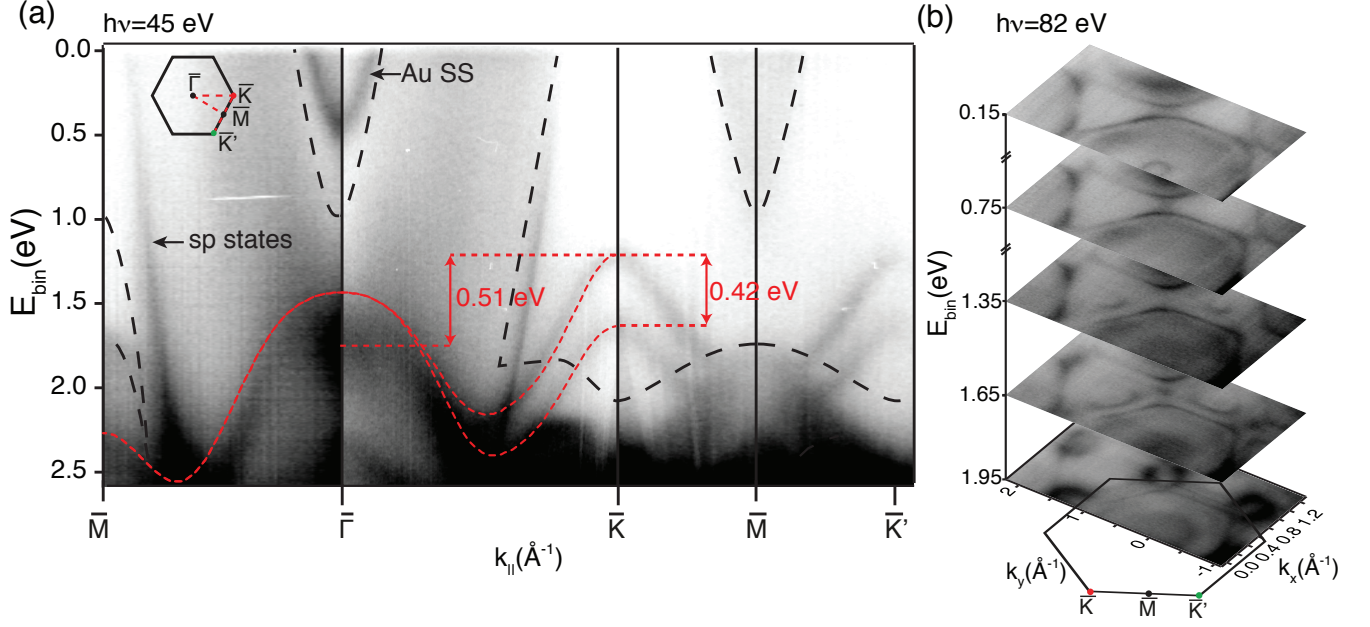 (a)
hν=45 eV
0.0
0.5
1.0
1.5
2.0
2.5
E_bin(eV)
Γ̅
K̅
M̅
K̅'
Au SS
sp states
0.51 eV
0.42 eV
M̅
Γ̅
K̅
M̅
K̅'
k_||(Å⁻¹)
(b)
hν=82 eV
0.15
0.75
1.35
1.65
1.95
E_bin(eV)
2
1
0
-1
k_y(Å⁻¹)
0.0
0.4
0.8
1.2
k_x(Å⁻¹)
K̅
M̅
K̅'